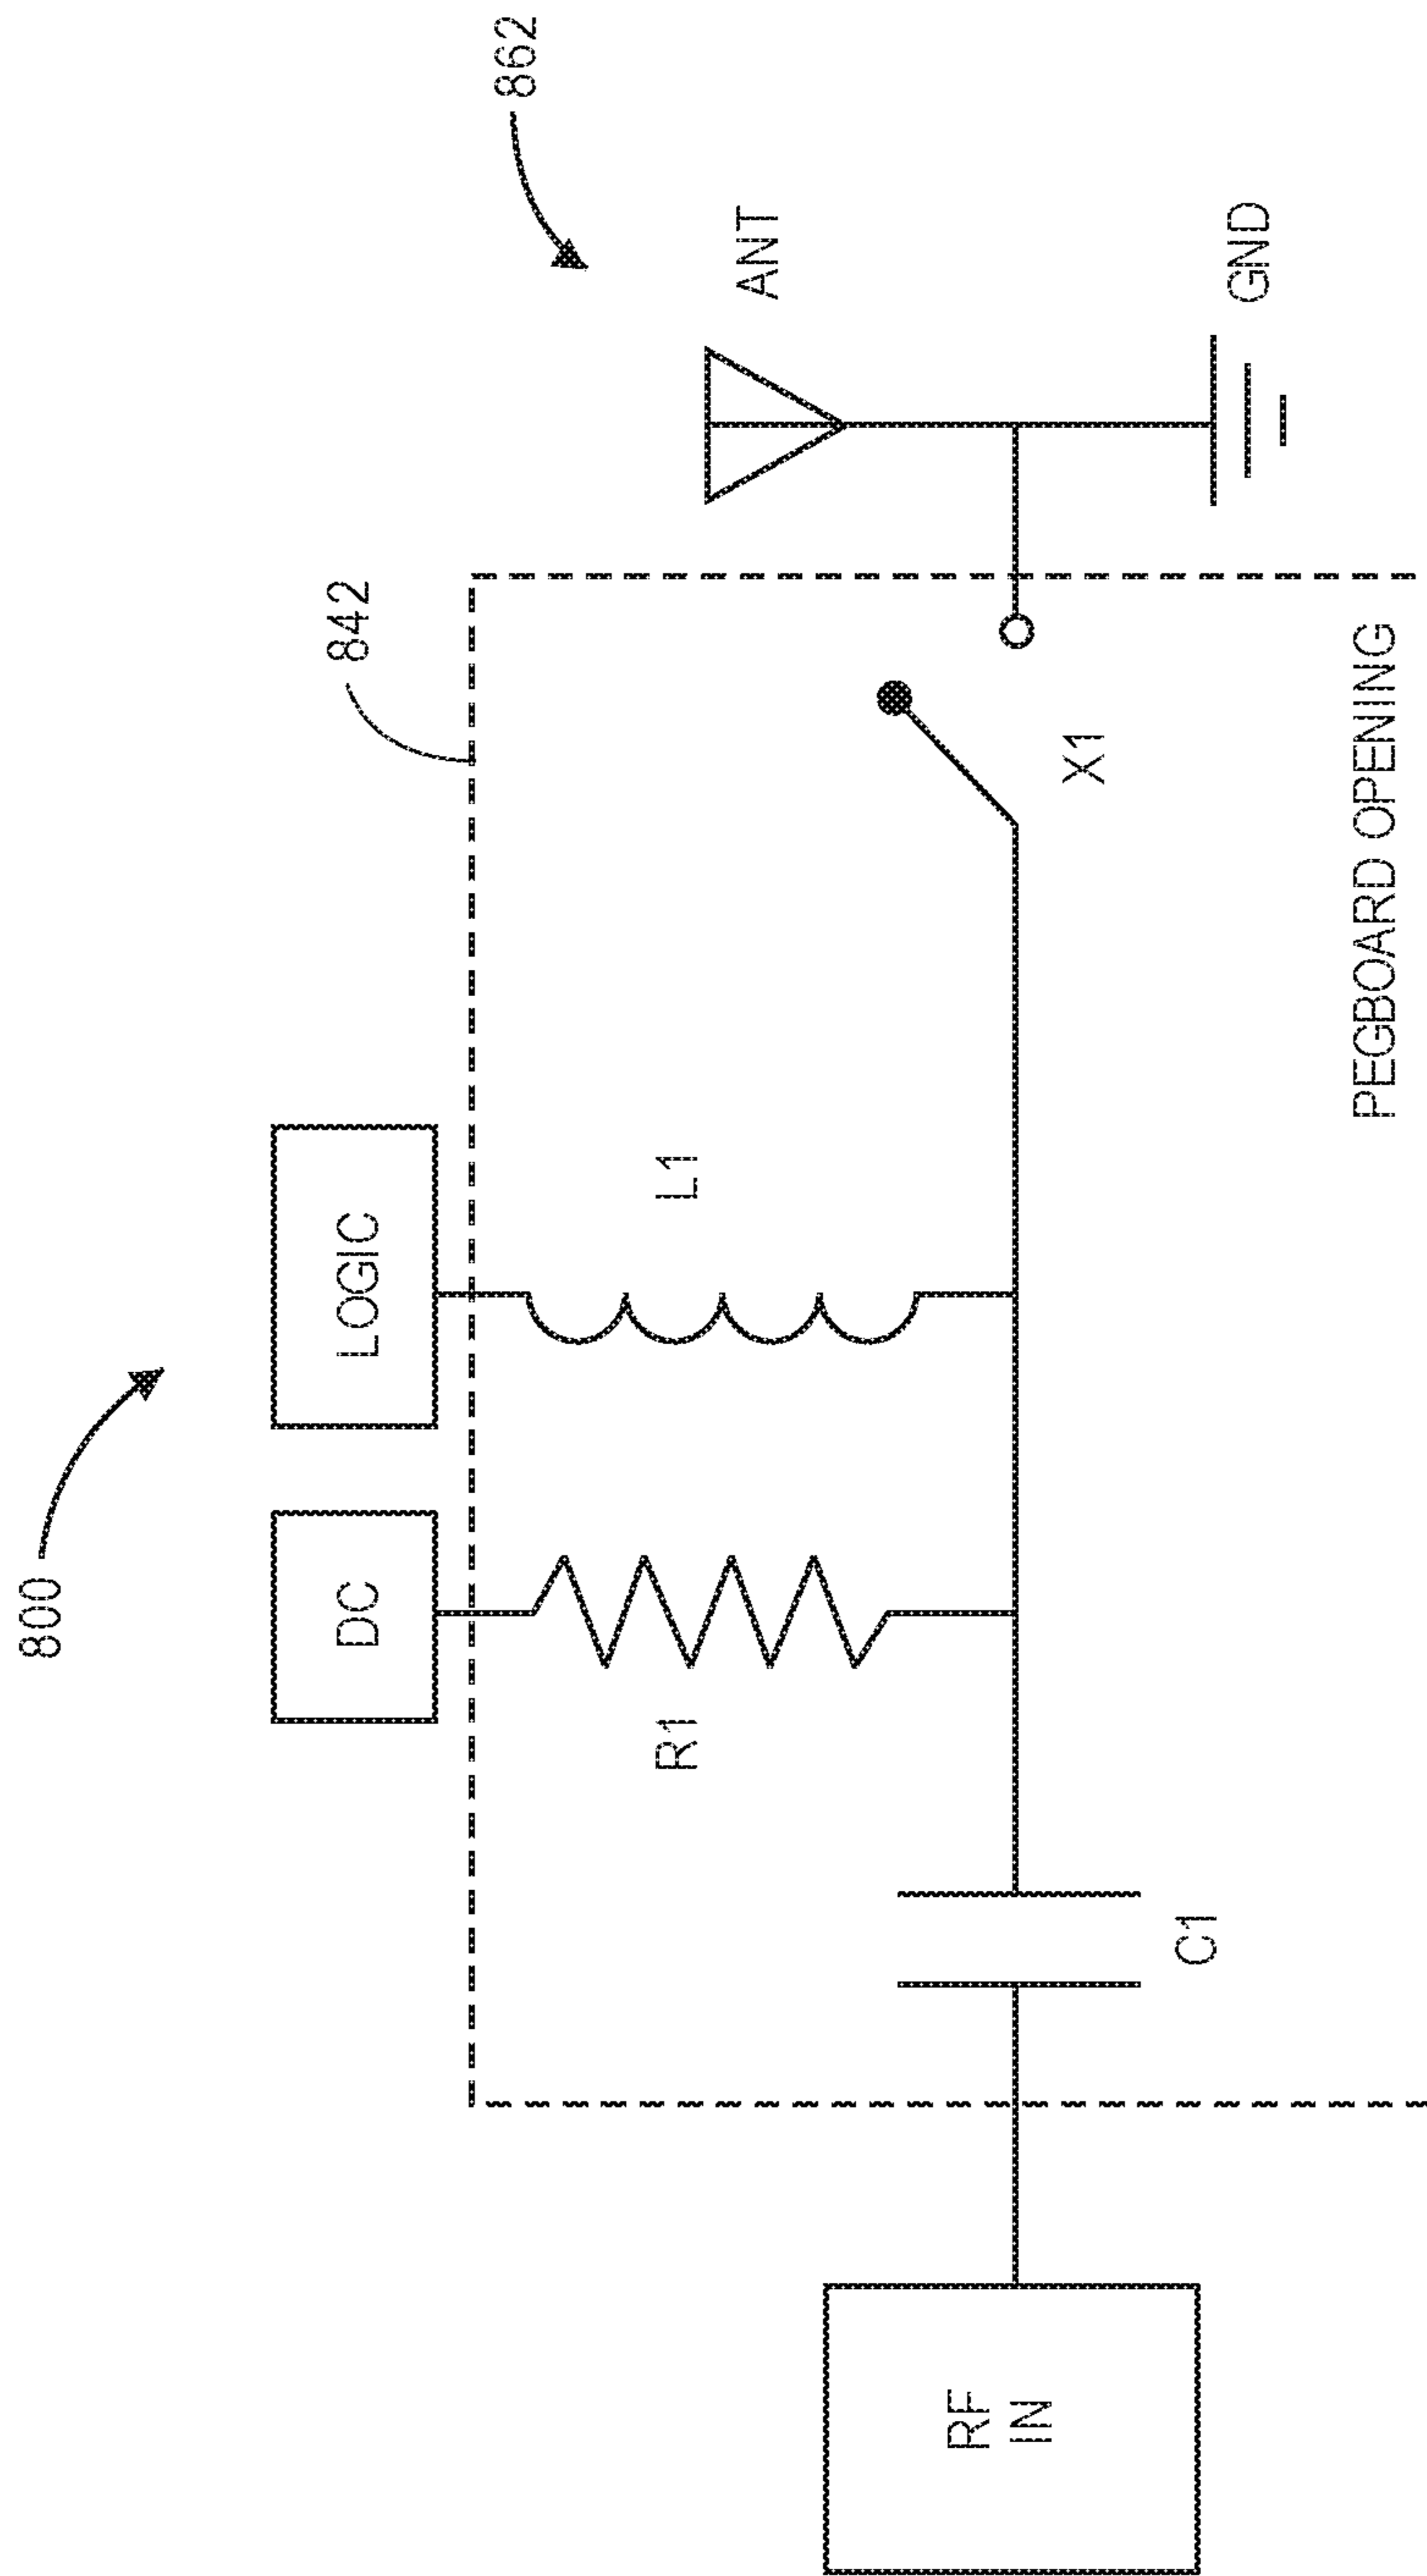 800
862
842
DC
LOGIC
ANT
R1
L1
RF
IN
C1
X1
GND
PEGBOARD OPENING